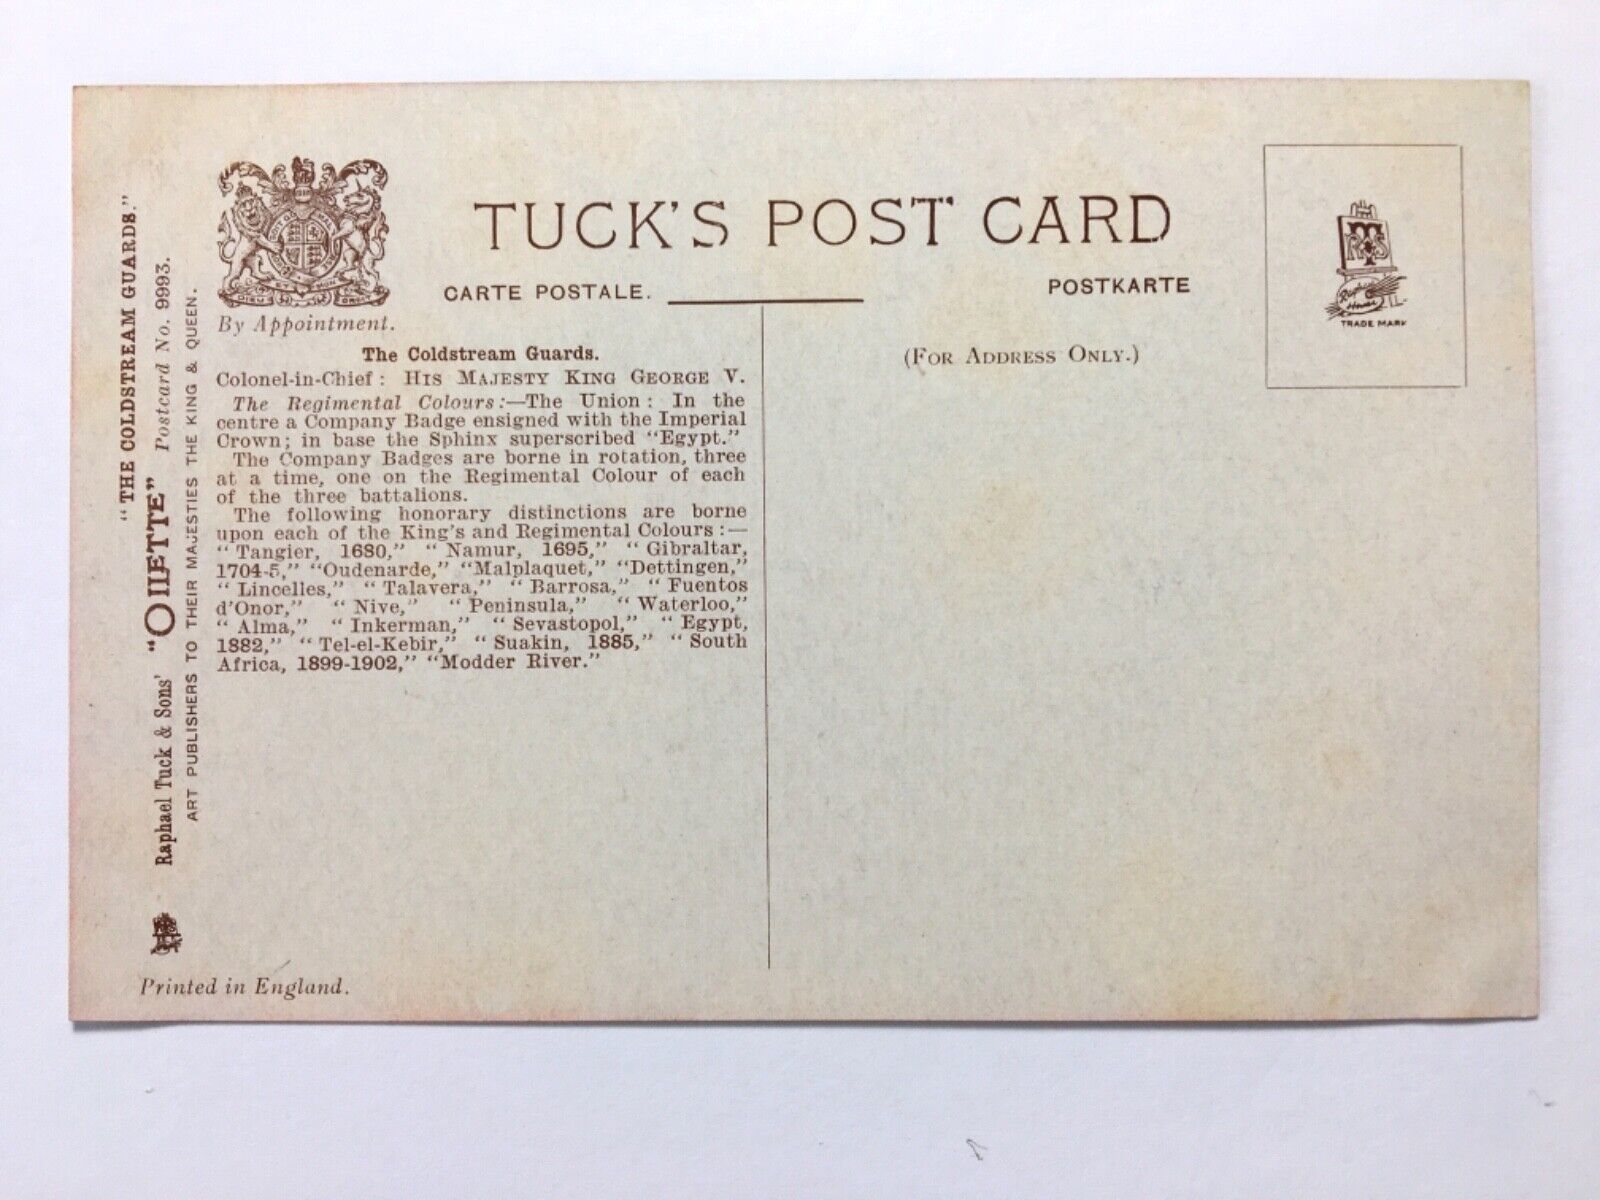 "THE COLDSTREAM GUARDS."
Raphael Tuck & Sons' "OILETTE" Postcard No. 9993.
ART PUBLISHERS TO THEIR MAJESTIES THE KING & QUEEN.
By Appointment.
TUCK'S POST CARD
CARTE POSTALE.
POSTKARTE
(FOR ADDRESS ONLY.)
Raphael
House
TRADE MARK
The Coldstream Guards.
Colonel-in-Chief: HIS MAJESTY KING GEORGE V.
The Regimental Colours:—The Union: In the
centre a Company Badge ensigned with the Imperial
Crown; in base the Sphinx superscribed "Egypt."
The Company Badges are borne in rotation, three
at a time, one on the Regimental Colour of each
of the three battalions.
The following honorary distinctions are borne
upon each of the King's and Regimental Colours:—
"Tangier, 1680," "Namur, 1695," "Gibraltar,
1704-5," "Oudenarde," "Malplaquet," "Dettingen,"
"Lincelles," "Talavera," "Barrosa," "Fuentos
d'Onor," "Nive," "Peninsula," "Waterloo,"
"Alma," "Inkerman," "Sevastopol," "Egypt,
1882," "Tel-el-Kebir," "Suakin, 1885," "South
Africa, 1899-1902," "Modder River."
Printed in England.